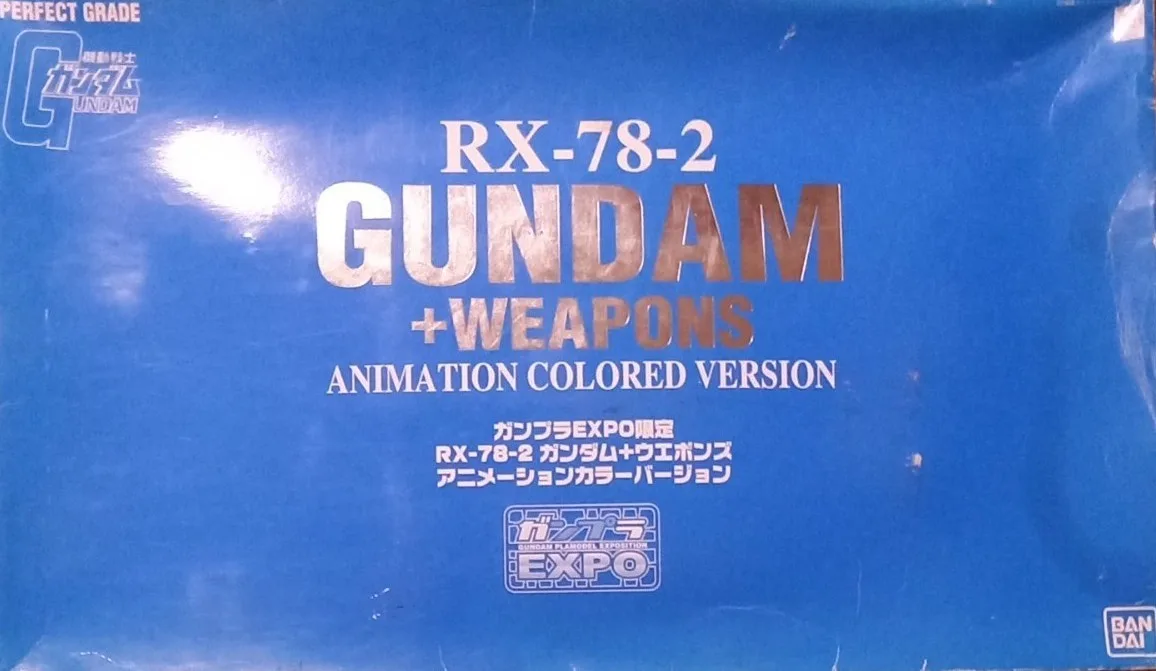 PERFECT GRADE
機動戦士
ガンダム
GUNDAM
RX-78-2
GUNDAM
+WEAPONS
ANIMATION COLORED VERSION
ガンプラEXPO限定
RX-78-2 ガンダム+ウエポンズ
アニメーションカラーバージョン
ガンプラ
GUNDAM PLAMODEL EXPOSITION
EXPO
BAN
DAI